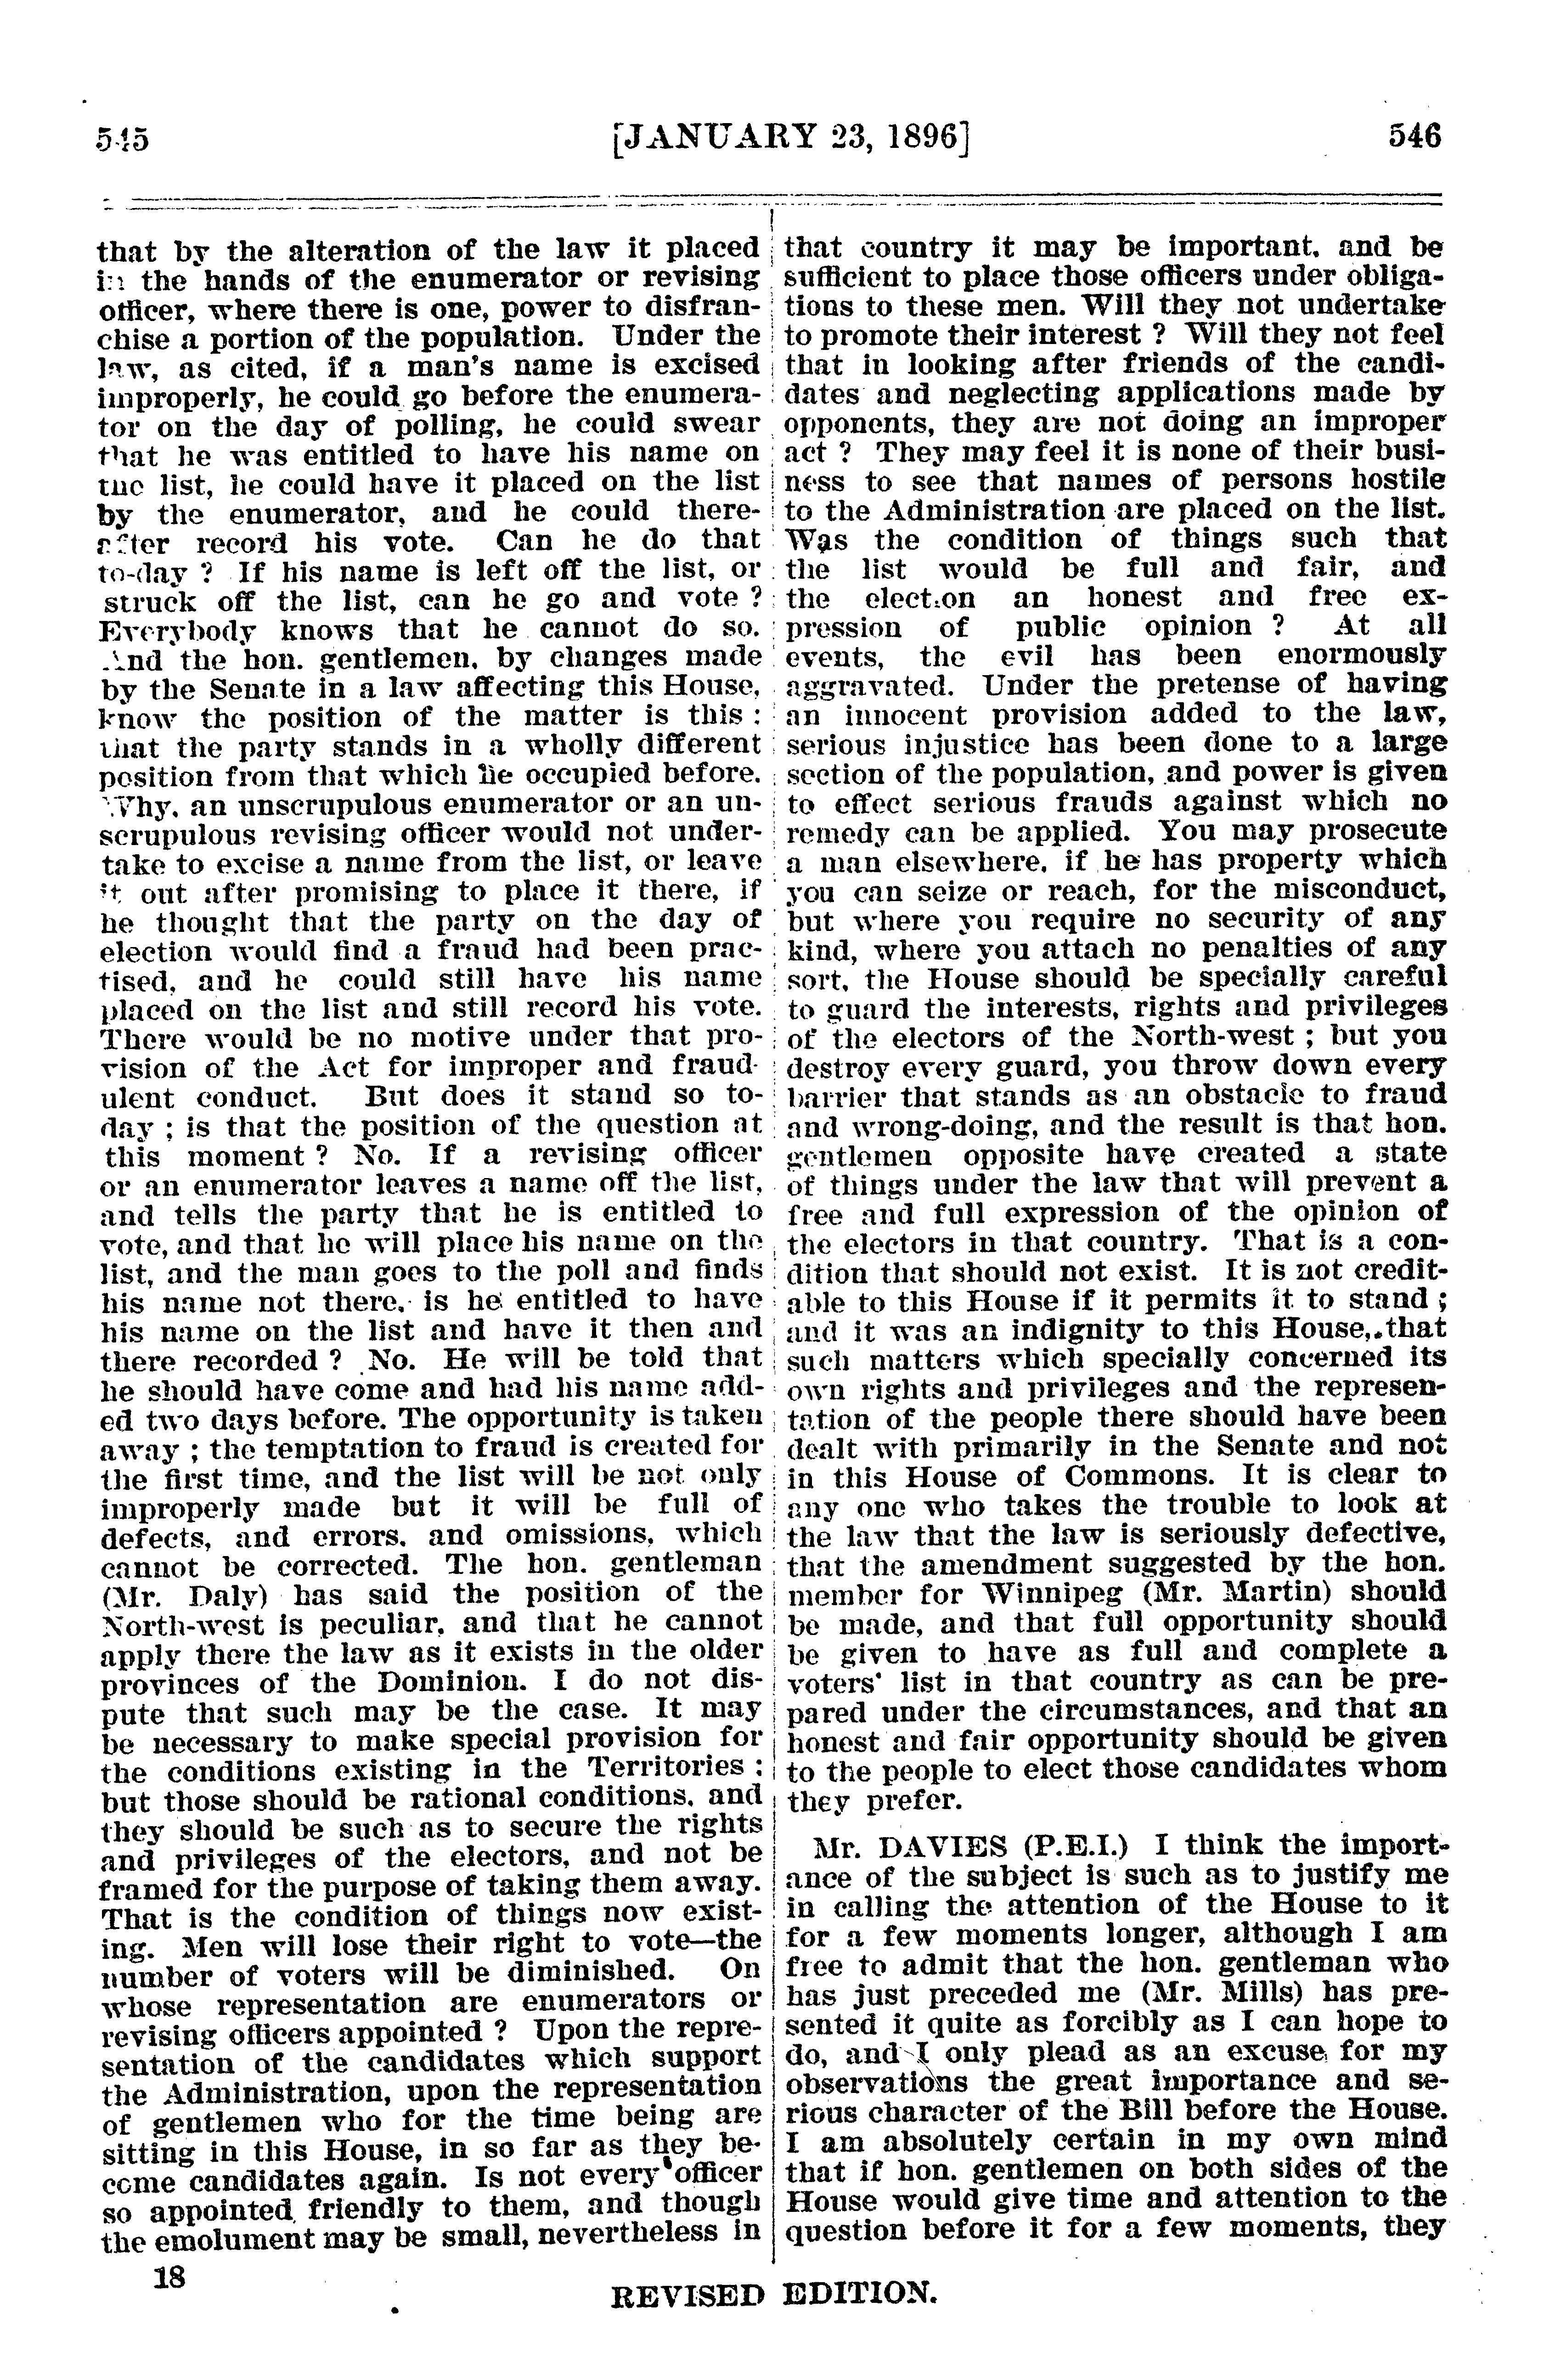 545
[JANUARY 23, 1896]
546
that by the alteration of the law it placed
in the hands of the enumerator or revising
officer, where there is one, power to disfran-
chise a portion of the population. Under the
law, as cited, if a man's name is excised
improperly, he could go before the enumera-
tor on the day of polling, he could swear
that he was entitled to have his name on
the list, he could have it placed on the list
by the enumerator, and he could there-
after record his vote. Can he do that
to-day ? If his name is left off the list, or
struck off the list, can he go and vote ?
Everybody knows that he cannot do so.
And the hon. gentlemen, by changes made
by the Senate in a law affecting this House,
know the position of the matter is this :
that the party stands in a wholly different
position from that which he occupied before.
Why, an unscrupulous enumerator or an un-
scrupulous revising officer would not under-
take to excise a name from the list, or leave
it out after promising to place it there, if
he thought that the party on the day of
election would find a fraud had been prac-
tised, and he could still have his name
placed on the list and still record his vote.
There would be no motive under that pro-
vision of the Act for improper and fraud-
ulent conduct. But does it stand so to-
day ; is that the position of the question at
this moment ? No. If a revising officer
or an enumerator leaves a name off the list,
and tells the party that he is entitled to
vote, and that he will place his name on the
list, and the man goes to the poll and finds
his name not there, is he entitled to have
his name on the list and have it then and
there recorded ? No. He will be told that
he should have come and had his name add-
ed two days before. The opportunity is taken
away ; the temptation to fraud is created for
the first time, and the list will be not only
improperly made but it will be full of
defects, and errors, and omissions, which
cannot be corrected. The hon. gentleman
(Mr. Daly) has said the position of the
North-west is peculiar, and that he cannot
apply there the law as it exists in the older
provinces of the Dominion. I do not dis-
pute that such may be the case. It may
be necessary to make special provision for
the conditions existing in the Territories ;
but those should be rational conditions, and
they should be such as to secure the rights
and privileges of the electors, and not be
framed for the purpose of taking them away.
That is the condition of things now exist-
ing. Men will lose their right to vote—the
number of voters will be diminished. On
whose representation are enumerators or
revising officers appointed ? Upon the repre-
sentation of the candidates which support
the Administration, upon the representation
of gentlemen who for the time being are
sitting in this House, in so far as they be-
come candidates again. Is not every officer
so appointed friendly to them, and though
the emolument may be small, nevertheless in
that country it may be important, and be
sufficient to place those officers under obliga-
tions to these men. Will they not undertake
to promote their interest ? Will they not feel
that in looking after friends of the candi-
dates and neglecting applications made by
opponents, they are not doing an improper
act ? They may feel it is none of their busi-
ness to see that names of persons hostile
to the Administration are placed on the list.
Was the condition of things such that
the list would be full and fair, and
the election an honest and free ex-
pression of public opinion ? At all
events, the evil has been enormously
aggravated. Under the pretense of having
an innocent provision added to the law,
serious injustice has been done to a large
section of the population, and power is given
to effect serious frauds against which no
remedy can be applied. You may prosecute
a man elsewhere, if he has property which
you can seize or reach, for the misconduct,
but where you require no security of any
kind, where you attach no penalties of any
sort, the House should be specially careful
to guard the interests, rights and privileges
of the electors of the North-west ; but you
destroy every guard, you throw down every
barrier that stands as an obstacle to fraud
and wrong-doing, and the result is that hon.
gentlemen opposite have created a state
of things under the law that will prevent a
free and full expression of the opinion of
the electors in that country. That is a con-
dition that should not exist. It is not credit-
able to this House if it permits it to stand ;
and it was an indignity to this House, that
such matters which specially concerned its
own rights and privileges and the represen-
tation of the people there should have been
dealt with primarily in the Senate and not
in this House of Commons. It is clear to
any one who takes the trouble to look at
the law that the law is seriously defective,
that the amendment suggested by the hon.
member for Winnipeg (Mr. Martin) should
be made, and that full opportunity should
be given to have as full and complete a
voters' list in that country as can be pre-
pared under the circumstances, and that an
honest and fair opportunity should be given
to the people to elect those candidates whom
they prefer.
Mr. DAVIES (P.E.I.) I think the import-
ance of the subject is such as to justify me
in calling the attention of the House to it
for a few moments longer, although I am
free to admit that the hon. gentleman who
has just preceded me (Mr. Mills) has pre-
sented it quite as forcibly as I can hope to
do, and I only plead as an excuse for my
observations the great importance and se-
rious character of the Bill before the House.
I am absolutely certain in my own mind
that if hon. gentlemen on both sides of the
House would give time and attention to the
question before it for a few moments, they
18
REVISED EDITION.